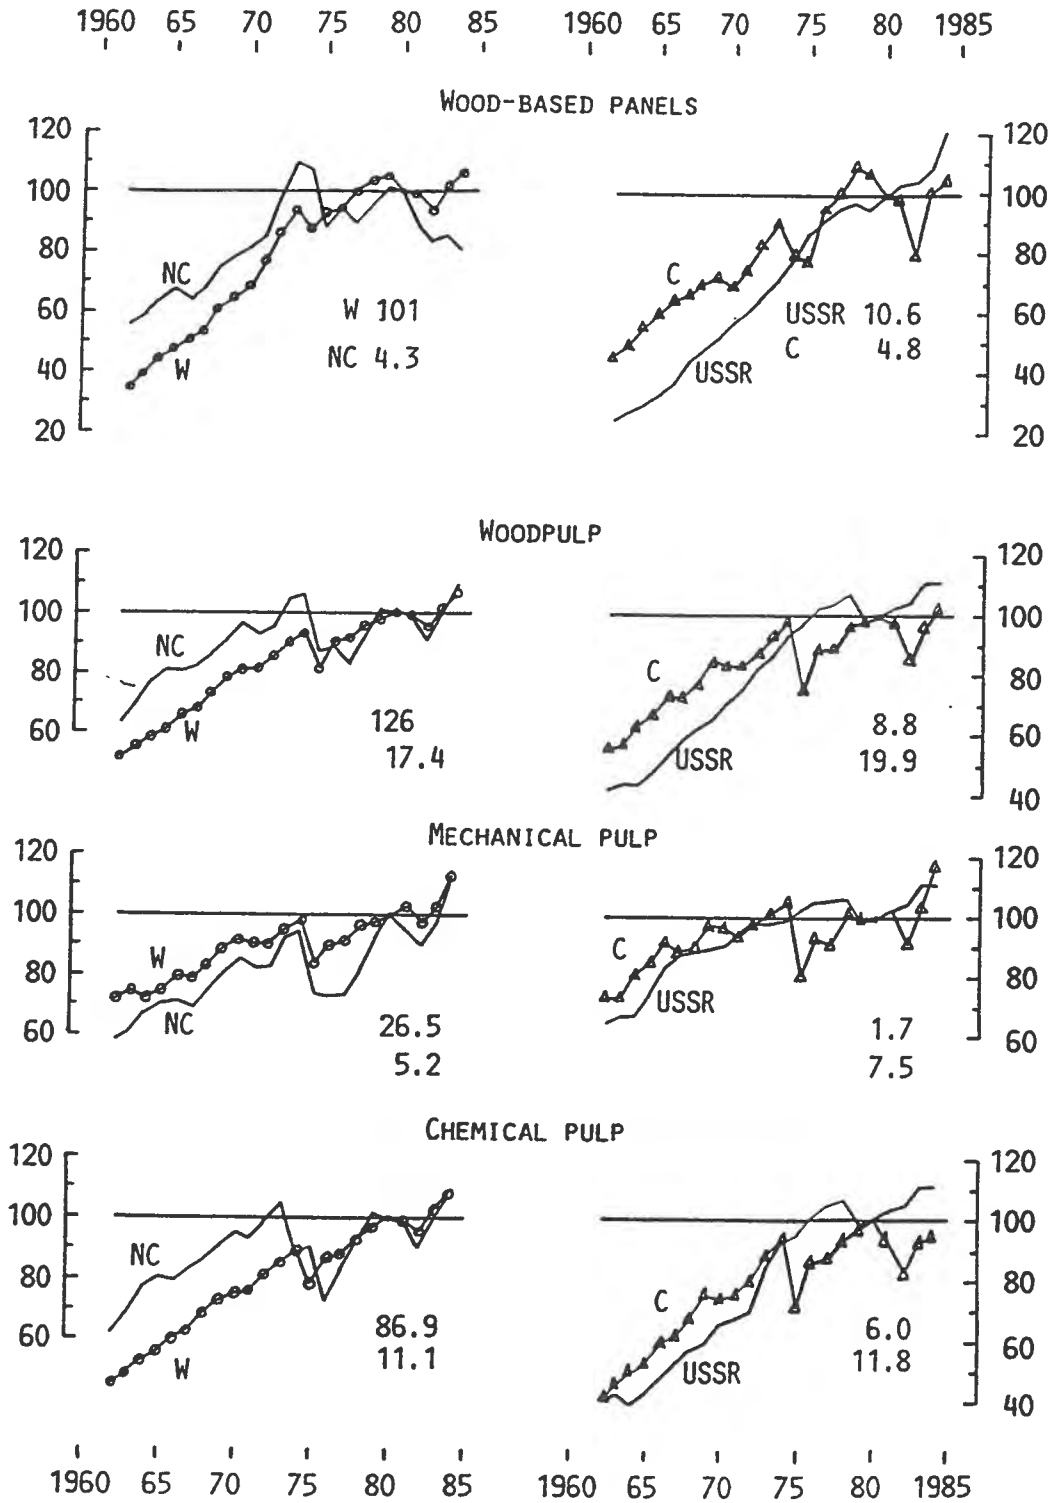 1960 65 70 75 80 85 1960 65 70 75 80 1985
WOOD-BASED PANELS
120 120
100 100
80 80
60 60
40 40
20 20
NC
W
W 101
NC 4.3
C
USSR
USSR 10.6
C 4.8
WOODPULP
120 120
100 100
80 80
60 60
40
NC
W
126
17.4
C
USSR
8.8
19.9
MECHANICAL PULP
120 120
100 100
80 80
60 60
W
NC
26.5
5.2
C
USSR
1.7
7.5
CHEMICAL PULP
120 120
100 100
80 80
60 60
40
NC
W
86.9
11.1
C
USSR
6.0
11.8
1960 65 70 75 80 85 1960 65 70 75 80 1985